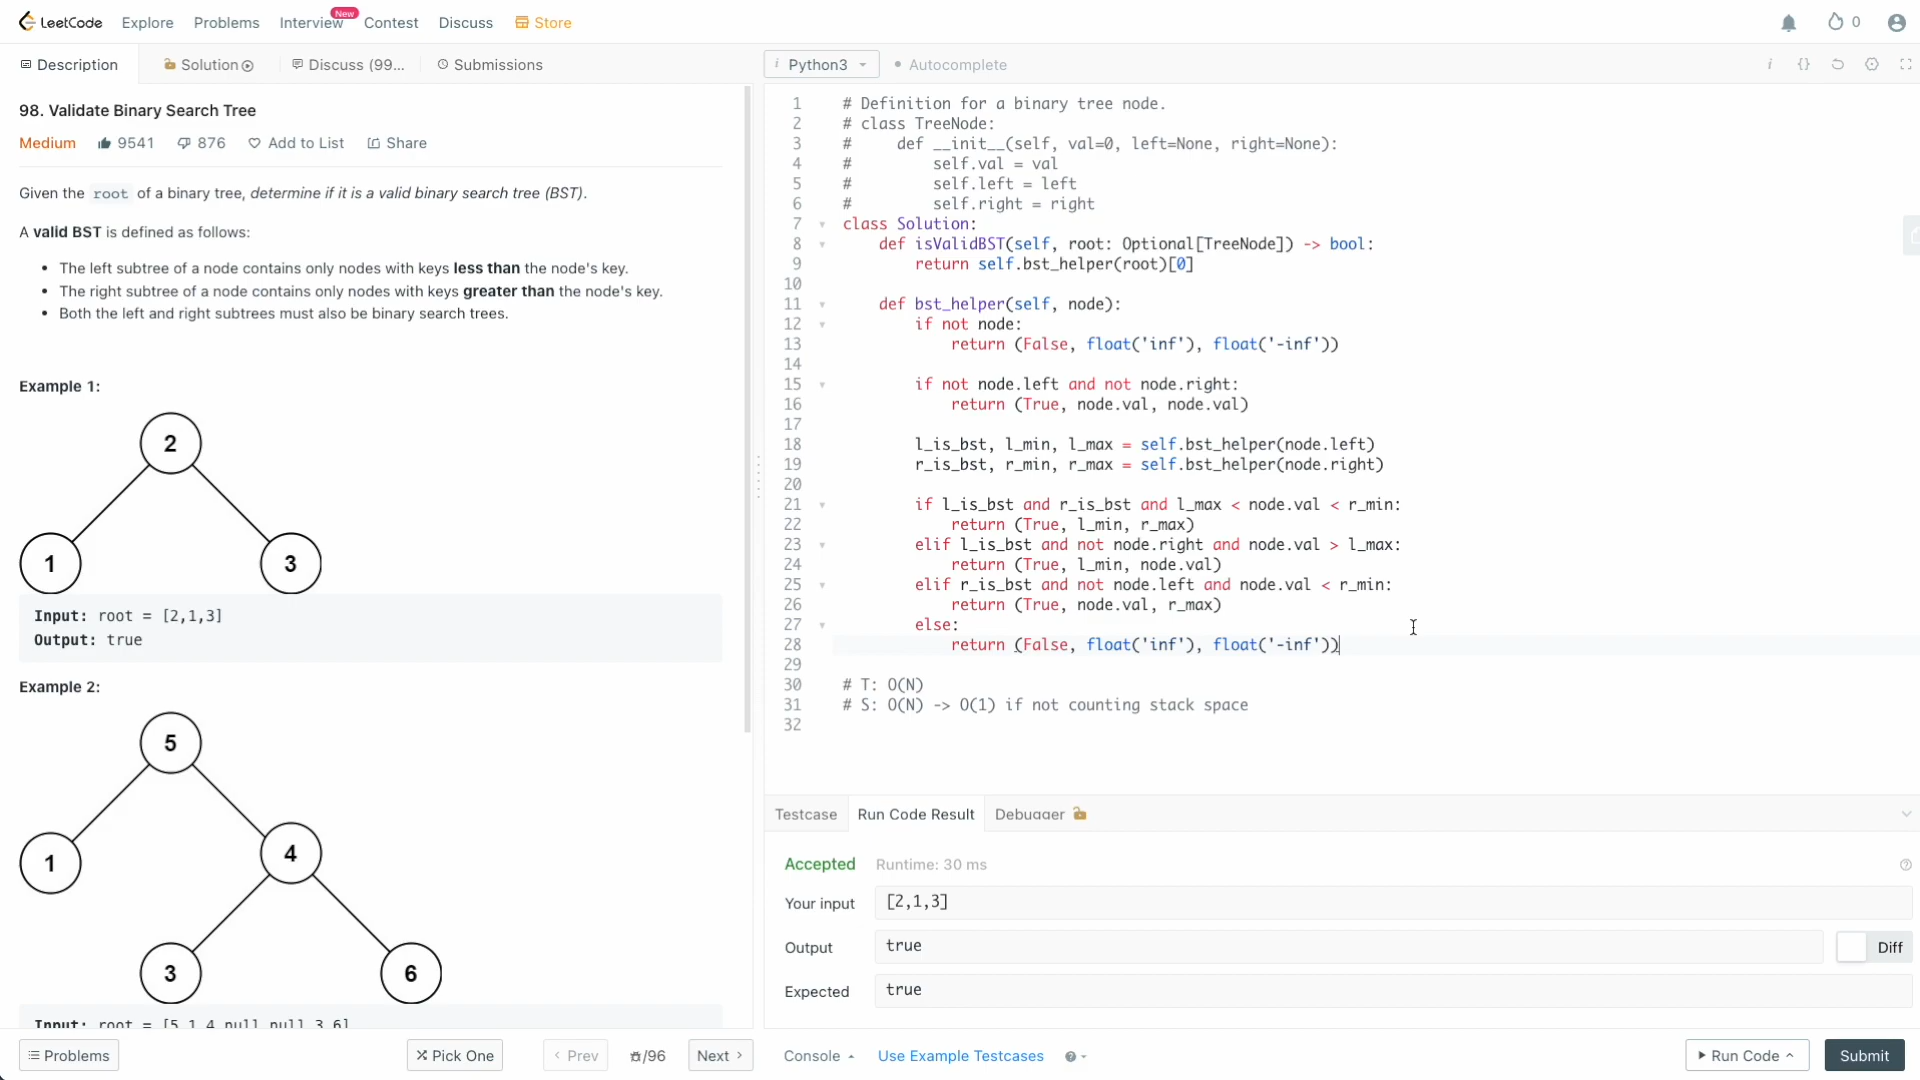 LeetCode Explore Problems Interview New Contest Discuss Store 0
Description Solution Discuss (99... Submissions
98. Validate Binary Search Tree
Medium 9541 876 Add to List Share
Given the root of a binary tree, determine if it is a valid binary search tree (BST).
A valid BST is defined as follows:
• The left subtree of a node contains only nodes with keys less than the node's key.
• The right subtree of a node contains only nodes with keys greater than the node's key.
• Both the left and right subtrees must also be binary search trees.
Example 1:
2
1 3
Input: root = [2,1,3]
Output: true
Example 2:
5
1 4
3 6
Input: root = [5,1,4,null,null,3,6]
Problems Pick One < Prev /96 Next >
i Python3 • Autocomplete i {}
1 # Definition for a binary tree node.
2 # class TreeNode:
3 #     def __init__(self, val=0, left=None, right=None):
4 #         self.val = val
5 #         self.left = left
6 #         self.right = right
7 class Solution:
8     def isValidBST(self, root: Optional[TreeNode]) -> bool:
9         return self.bst_helper(root)[0]
10
11     def bst_helper(self, node):
12         if not node:
13             return (False, float('inf'), float('-inf'))
14
15         if not node.left and not node.right:
16             return (True, node.val, node.val)
17
18         l_is_bst, l_min, l_max = self.bst_helper(node.left)
19         r_is_bst, r_min, r_max = self.bst_helper(node.right)
20
21         if l_is_bst and r_is_bst and l_max < node.val < r_min:
22             return (True, l_min, r_max)
23         elif l_is_bst and not node.right and node.val > l_max:
24             return (True, l_min, node.val)
25         elif r_is_bst and not node.left and node.val < r_min:
26             return (True, node.val, r_max)
27         else:
28             return (False, float('inf'), float('-inf'))
29
30 # T: O(N)
31 # S: O(N) -> O(1) if not counting stack space
32
Testcase Run Code Result Debugger
Accepted Runtime: 30 ms
Your input [2,1,3]
Output true Diff
Expected true
Console Use Example Testcases Run Code Submit